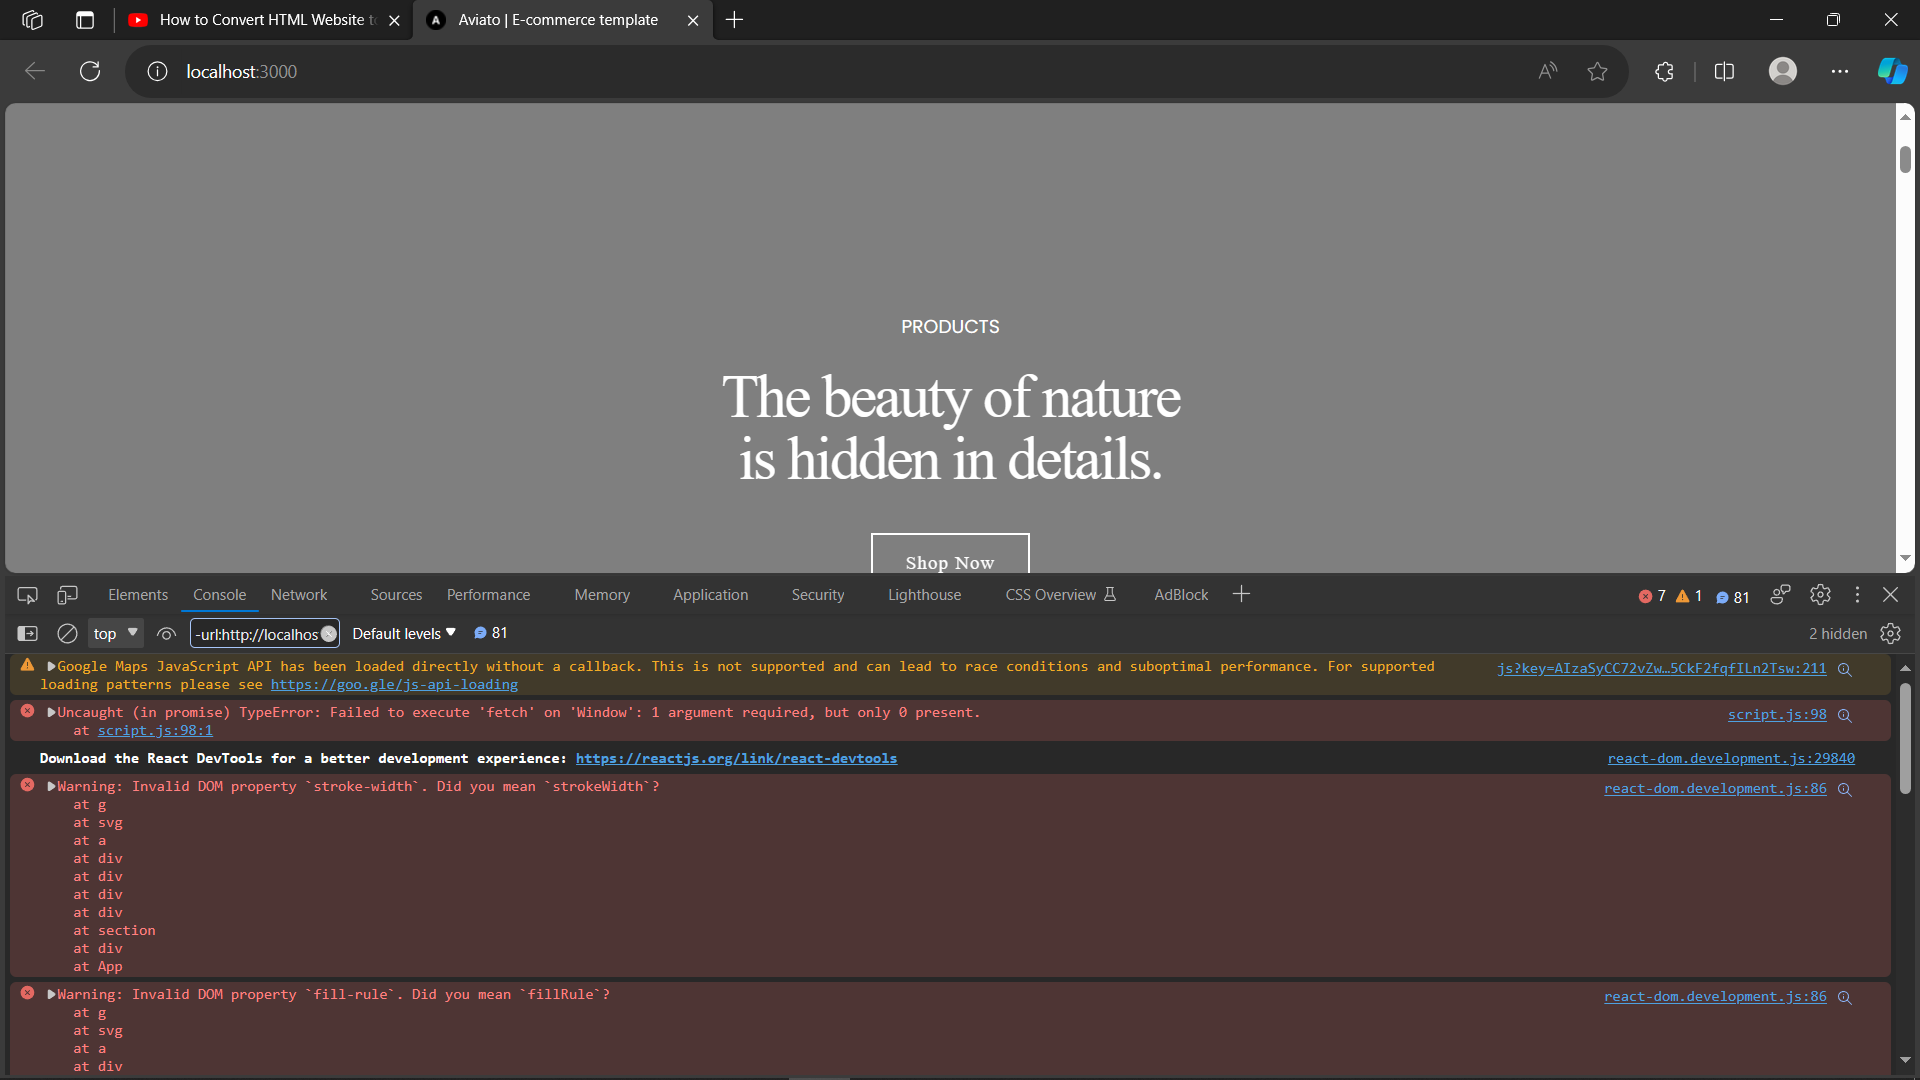 How to Convert HTML Website to
Aviato | E-commerce template
localhost:3000
PRODUCTS
The beauty of nature
is hidden in details.
Shop Now
Elements Console Network Sources Performance Memory Application Security Lighthouse CSS Overview AdBlock 7 1 81
top -url:http://localhos Default levels 81 2 hidden
Google Maps JavaScript API has been loaded directly without a callback. This is not supported and can lead to race conditions and suboptimal performance. For supported js?key=AIzaSyCC72vZw…5CkF2fqfILn2Tsw:211
loading patterns please see https://goo.gle/js-api-loading
Uncaught (in promise) TypeError: Failed to execute 'fetch' on 'Window': 1 argument required, but only 0 present. script.js:98
at script.js:98:1
Download the React DevTools for a better development experience: https://reactjs.org/link/react-devtools react-dom.development.js:29840
Warning: Invalid DOM property `stroke-width`. Did you mean `strokeWidth`? react-dom.development.js:86
at g
at svg
at a
at div
at div
at div
at div
at section
at div
at App
Warning: Invalid DOM property `fill-rule`. Did you mean `fillRule`? react-dom.development.js:86
at g
at svg
at a
at div